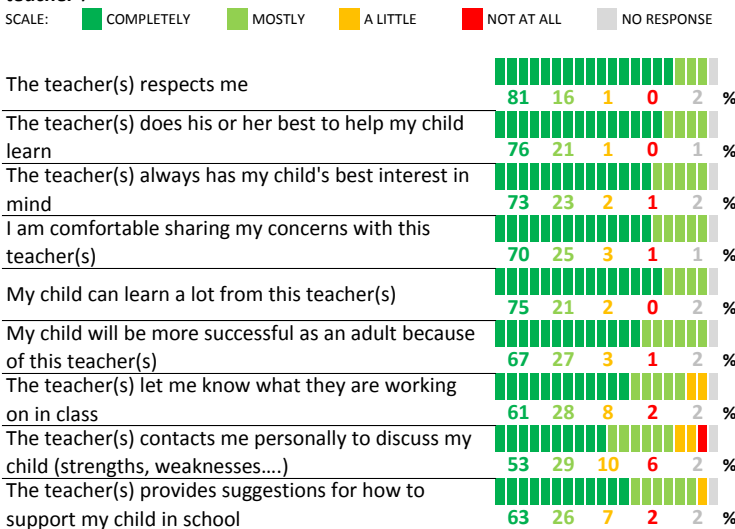 teacher?
SCALE: COMPLETELY MOSTLY A LITTLE NOT AT ALL NO RESPONSE
The teacher(s) respects me
81 16 1 0 2 %
The teacher(s) does his or her best to help my child
learn
76 21 1 0 1 %
The teacher(s) always has my child's best interest in
mind
73 23 2 1 2 %
I am comfortable sharing my concerns with this
teacher(s)
70 25 3 1 1 %
My child can learn a lot from this teacher(s)
75 21 2 0 2 %
My child will be more successful as an adult because
of this teacher(s)
67 27 3 1 2 %
The teacher(s) let me know what they are working
on in class
61 28 8 2 2 %
The teacher(s) contacts me personally to discuss my
child (strengths, weaknesses....)
53 29 10 6 2 %
The teacher(s) provides suggestions for how to
support my child in school
63 26 7 2 2 %